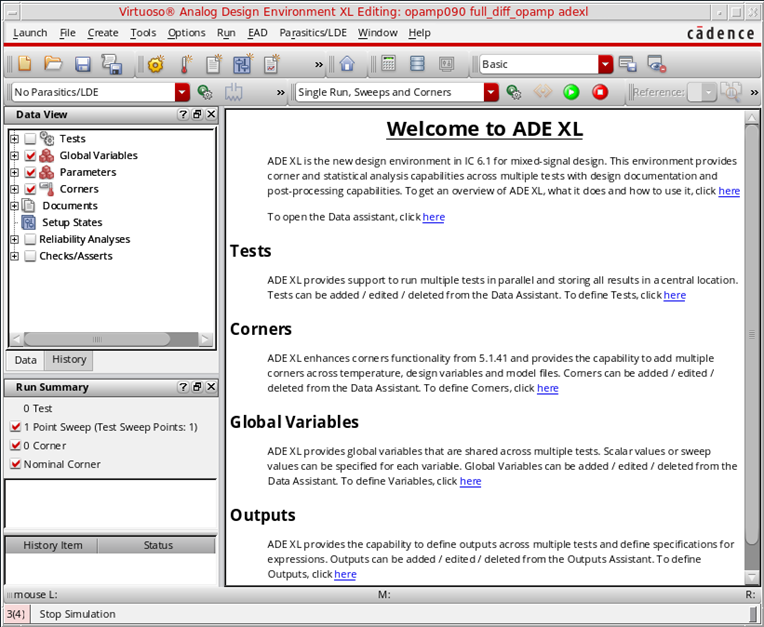 Virtuoso® Analog Design Environment XL Editing: opamp090 full_diff_opamp adexl
Launch File Create Tools Options Run EAD Parasitics/LDE Window Help
cādence
» Basic
No Parasitics/LDE » Single Run, Sweeps and Corners Reference: »
Data View
Tests
Global Variables
Parameters
Corners
Documents
Setup States
Reliability Analyses
Checks/Asserts
Data History
Run Summary
0 Test
1 Point Sweep (Test Sweep Points: 1)
0 Corner
Nominal Corner
History Item Status
Welcome to ADE XL
ADE XL is the new design environment in IC 6.1 for mixed-signal design. This environment provides
corner and statistical analysis capabilities across multiple tests with design documentation and
post-processing capabilities. To get an overview of ADE XL, what it does and how to use it, click here
To open the Data assistant, click here
Tests
ADE XL provides support to run multiple tests in parallel and storing all results in a central location.
Tests can be added / edited / deleted from the Data Assistant. To define Tests, click here
Corners
ADE XL enhances corners functionality from 5.1.41 and provides the capability to add multiple
corners across temperature, design variables and model files. Corners can be added / edited /
deleted from the Data Assistant. To define Corners, click here
Global Variables
ADE XL provides global variables that are shared across multiple tests. Scalar values or sweep
values can be specified for each variable. Global Variables can be added / edited / deleted from the
Data Assistant. To define Variables, click here
Outputs
ADE XL provides the capability to define outputs across multiple tests and define specifications for
expressions. Outputs can be added / edited / deleted from the Outputs Assistant. To define
Outputs, click here
mouse L: M: R:
3(4) Stop Simulation